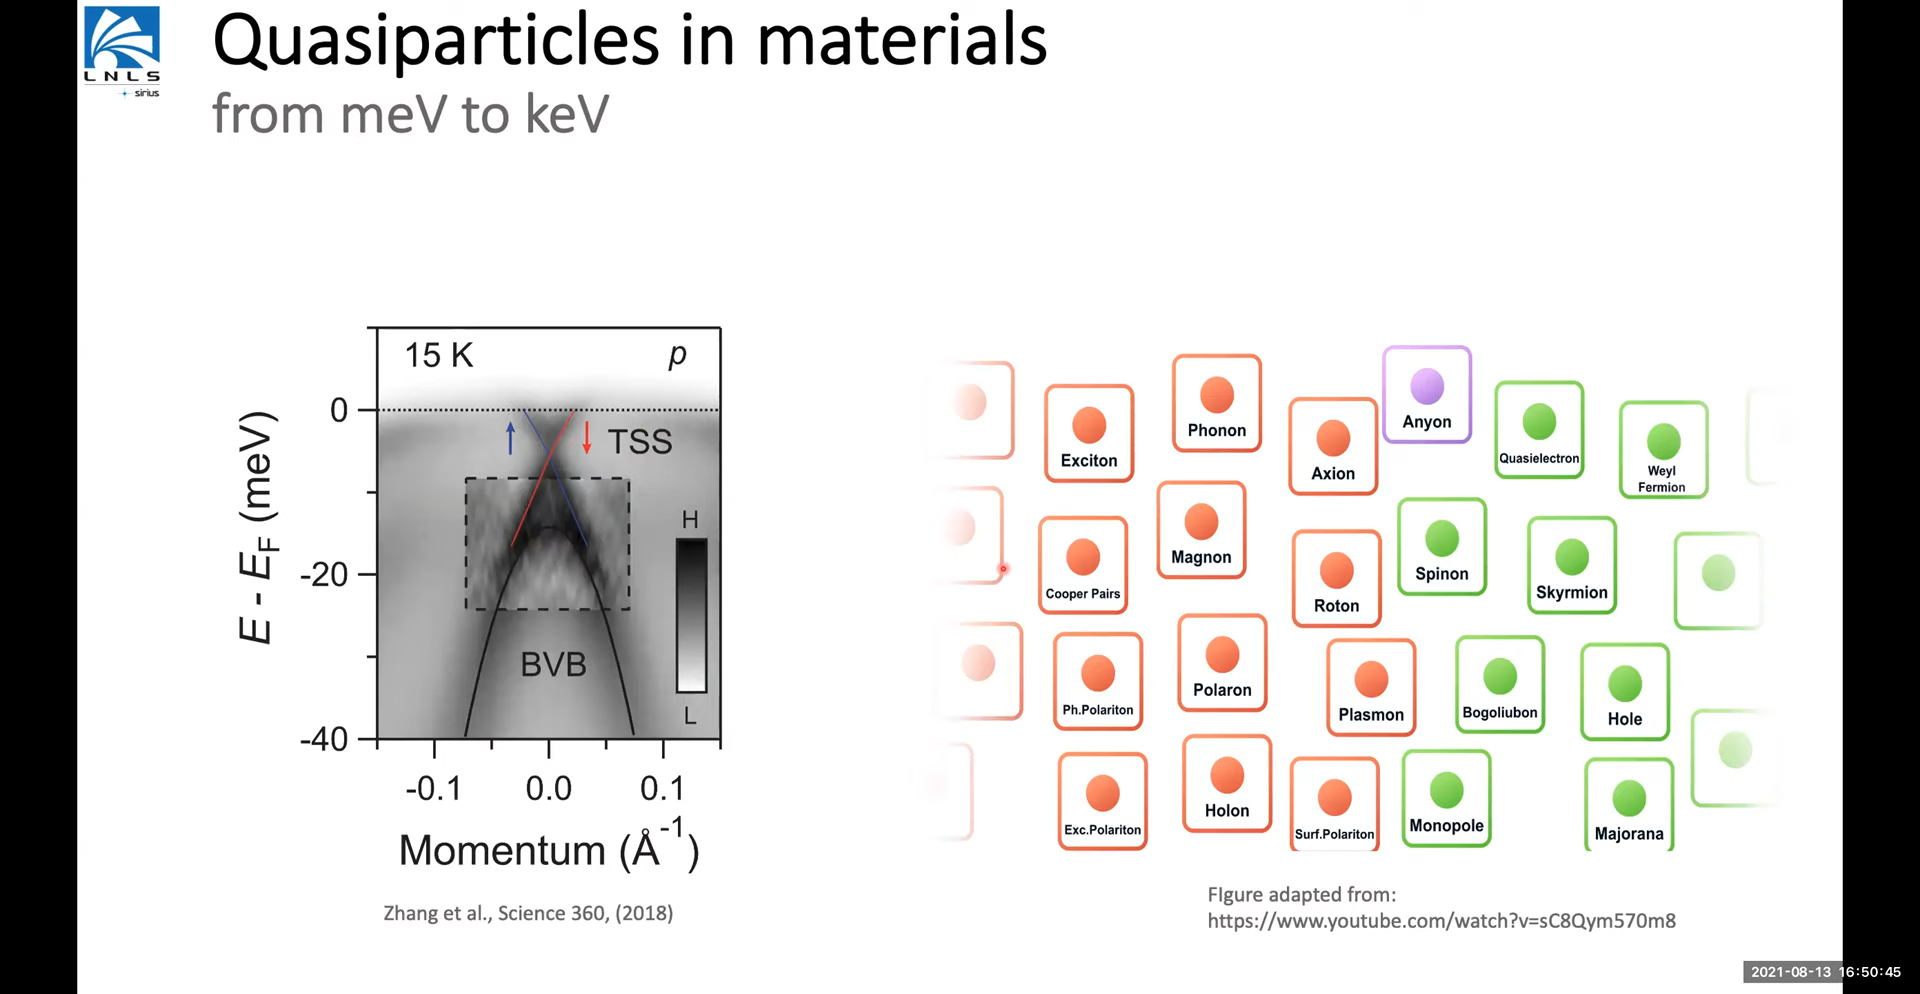 LNLS
sirius
Quasiparticles in materials
from meV to keV
15 K
p
0
-20
-40
E - EF (meV)
TSS
H
L
BVB
-0.1
0.0
0.1
Momentum (Å-1)
Zhang et al., Science 360, (2018)
Exciton
Phonon
Axion
Anyon
Quasielectron
Weyl
Fermion
Cooper Pairs
Magnon
Roton
Spinon
Skyrmion
Ph.Polariton
Polaron
Plasmon
Bogoliubon
Hole
Exc.Polariton
Holon
Surf.Polariton
Monopole
Majorana
FIgure adapted from:
https://www.youtube.com/watch?v=sC8Qym570m8
2021-08-13 16:50:45